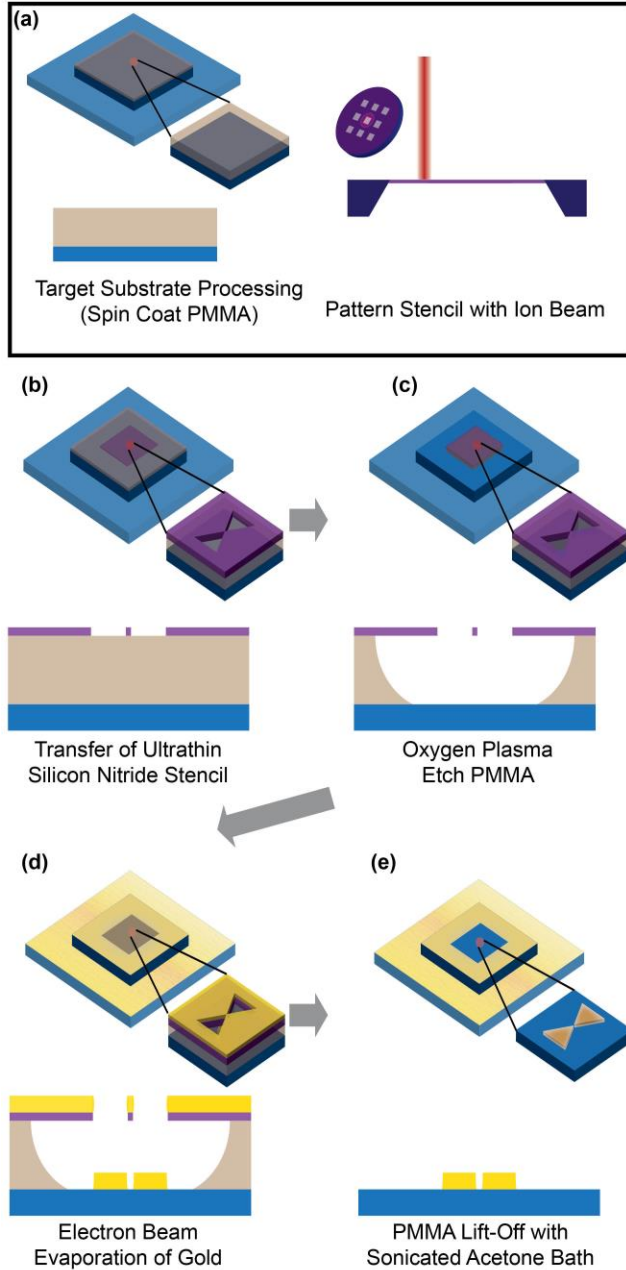 (a)
Target Substrate Processing
(Spin Coat PMMA)
Pattern Stencil with Ion Beam
(b)
(c)
Transfer of Ultrathin
Silicon Nitride Stencil
Oxygen Plasma
Etch PMMA
(d)
(e)
Electron Beam
Evaporation of Gold
PMMA Lift-Off with
Sonicated Acetone Bath